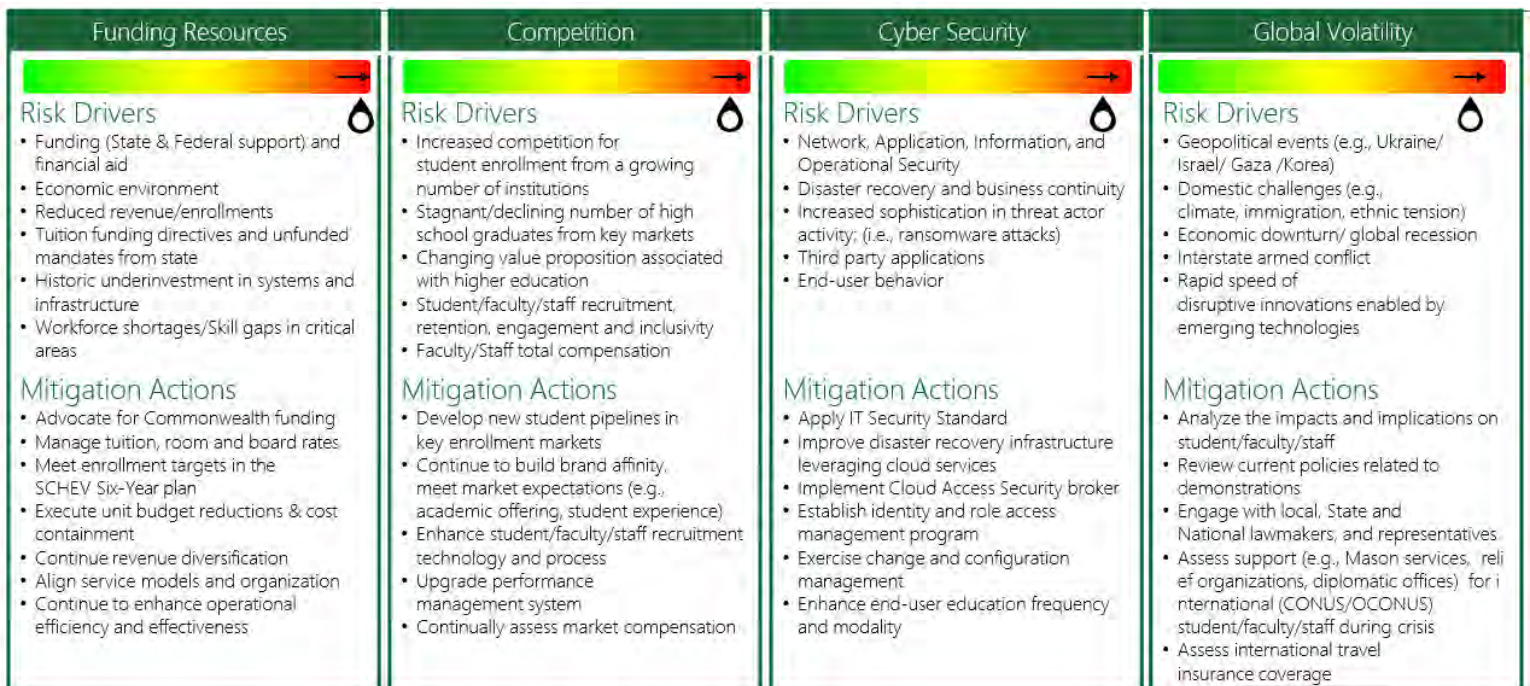 Funding Resources
Risk Drivers
• Funding (State & Federal support) and
financial aid
• Economic environment
• Reduced revenue/enrollments
• Tuition funding directives and unfunded
mandates from state
• Historic underinvestment in systems and
infrastructure
• Workforce shortages/Skill gaps in critical
areas
Mitigation Actions
• Advocate for Commonwealth funding
• Manage tuition, room and board rates
• Meet enrollment targets in the
SCHEV Six-Year plan
• Execute unit budget reductions & cost
containment
• Continue revenue diversification
• Align service models and organization
• Continue to enhance operational
efficiency and effectiveness
Competition
Risk Drivers
• Increased competition for
student enrollment from a growing
number of institutions
• Stagnant/declining number of high
school graduates from key markets
• Changing value proposition associated
with higher education
• Student/faculty/staff recruitment,
retention, engagement and inclusivity
• Faculty/Staff total compensation
Mitigation Actions
• Develop new student pipelines in
key enrollment markets
• Continue to build brand affinity,
meet market expectations (e.g.,
academic offering, student experience)
• Enhance student/faculty/staff recruitment
technology and process
• Upgrade performance
management system
• Continually assess market compensation
Cyber Security
Risk Drivers
• Network, Application, Information, and
Operational Security
• Disaster recovery and business continuity
• Increased sophistication in threat actor
activity; (i.e., ransomware attacks)
• Third party applications
• End-user behavior
Mitigation Actions
• Apply IT Security Standard
• Improve disaster recovery infrastructure
leveraging cloud services
• Implement Cloud Access Security broker
• Establish identity and role access
management program
• Exercise change and configuration
management
• Enhance end-user education frequency
and modality
Global Volatility
Risk Drivers
• Geopolitical events (e.g., Ukraine/
Israel/ Gaza /Korea)
• Domestic challenges (e.g.,
climate, immigration, ethnic tension)
• Economic downturn/ global recession
• Interstate armed conflict
• Rapid speed of
disruptive innovations enabled by
emerging technologies
Mitigation Actions
• Analyze the impacts and implications on
student/faculty/staff
• Review current policies related to
demonstrations
• Engage with local, State and
National lawmakers, and representatives
• Assess support (e.g., Mason services, reli
ef organizations, diplomatic offices) for i
nternational (CONUS/OCONUS)
student/faculty/staff during crisis
• Assess international travel
insurance coverage